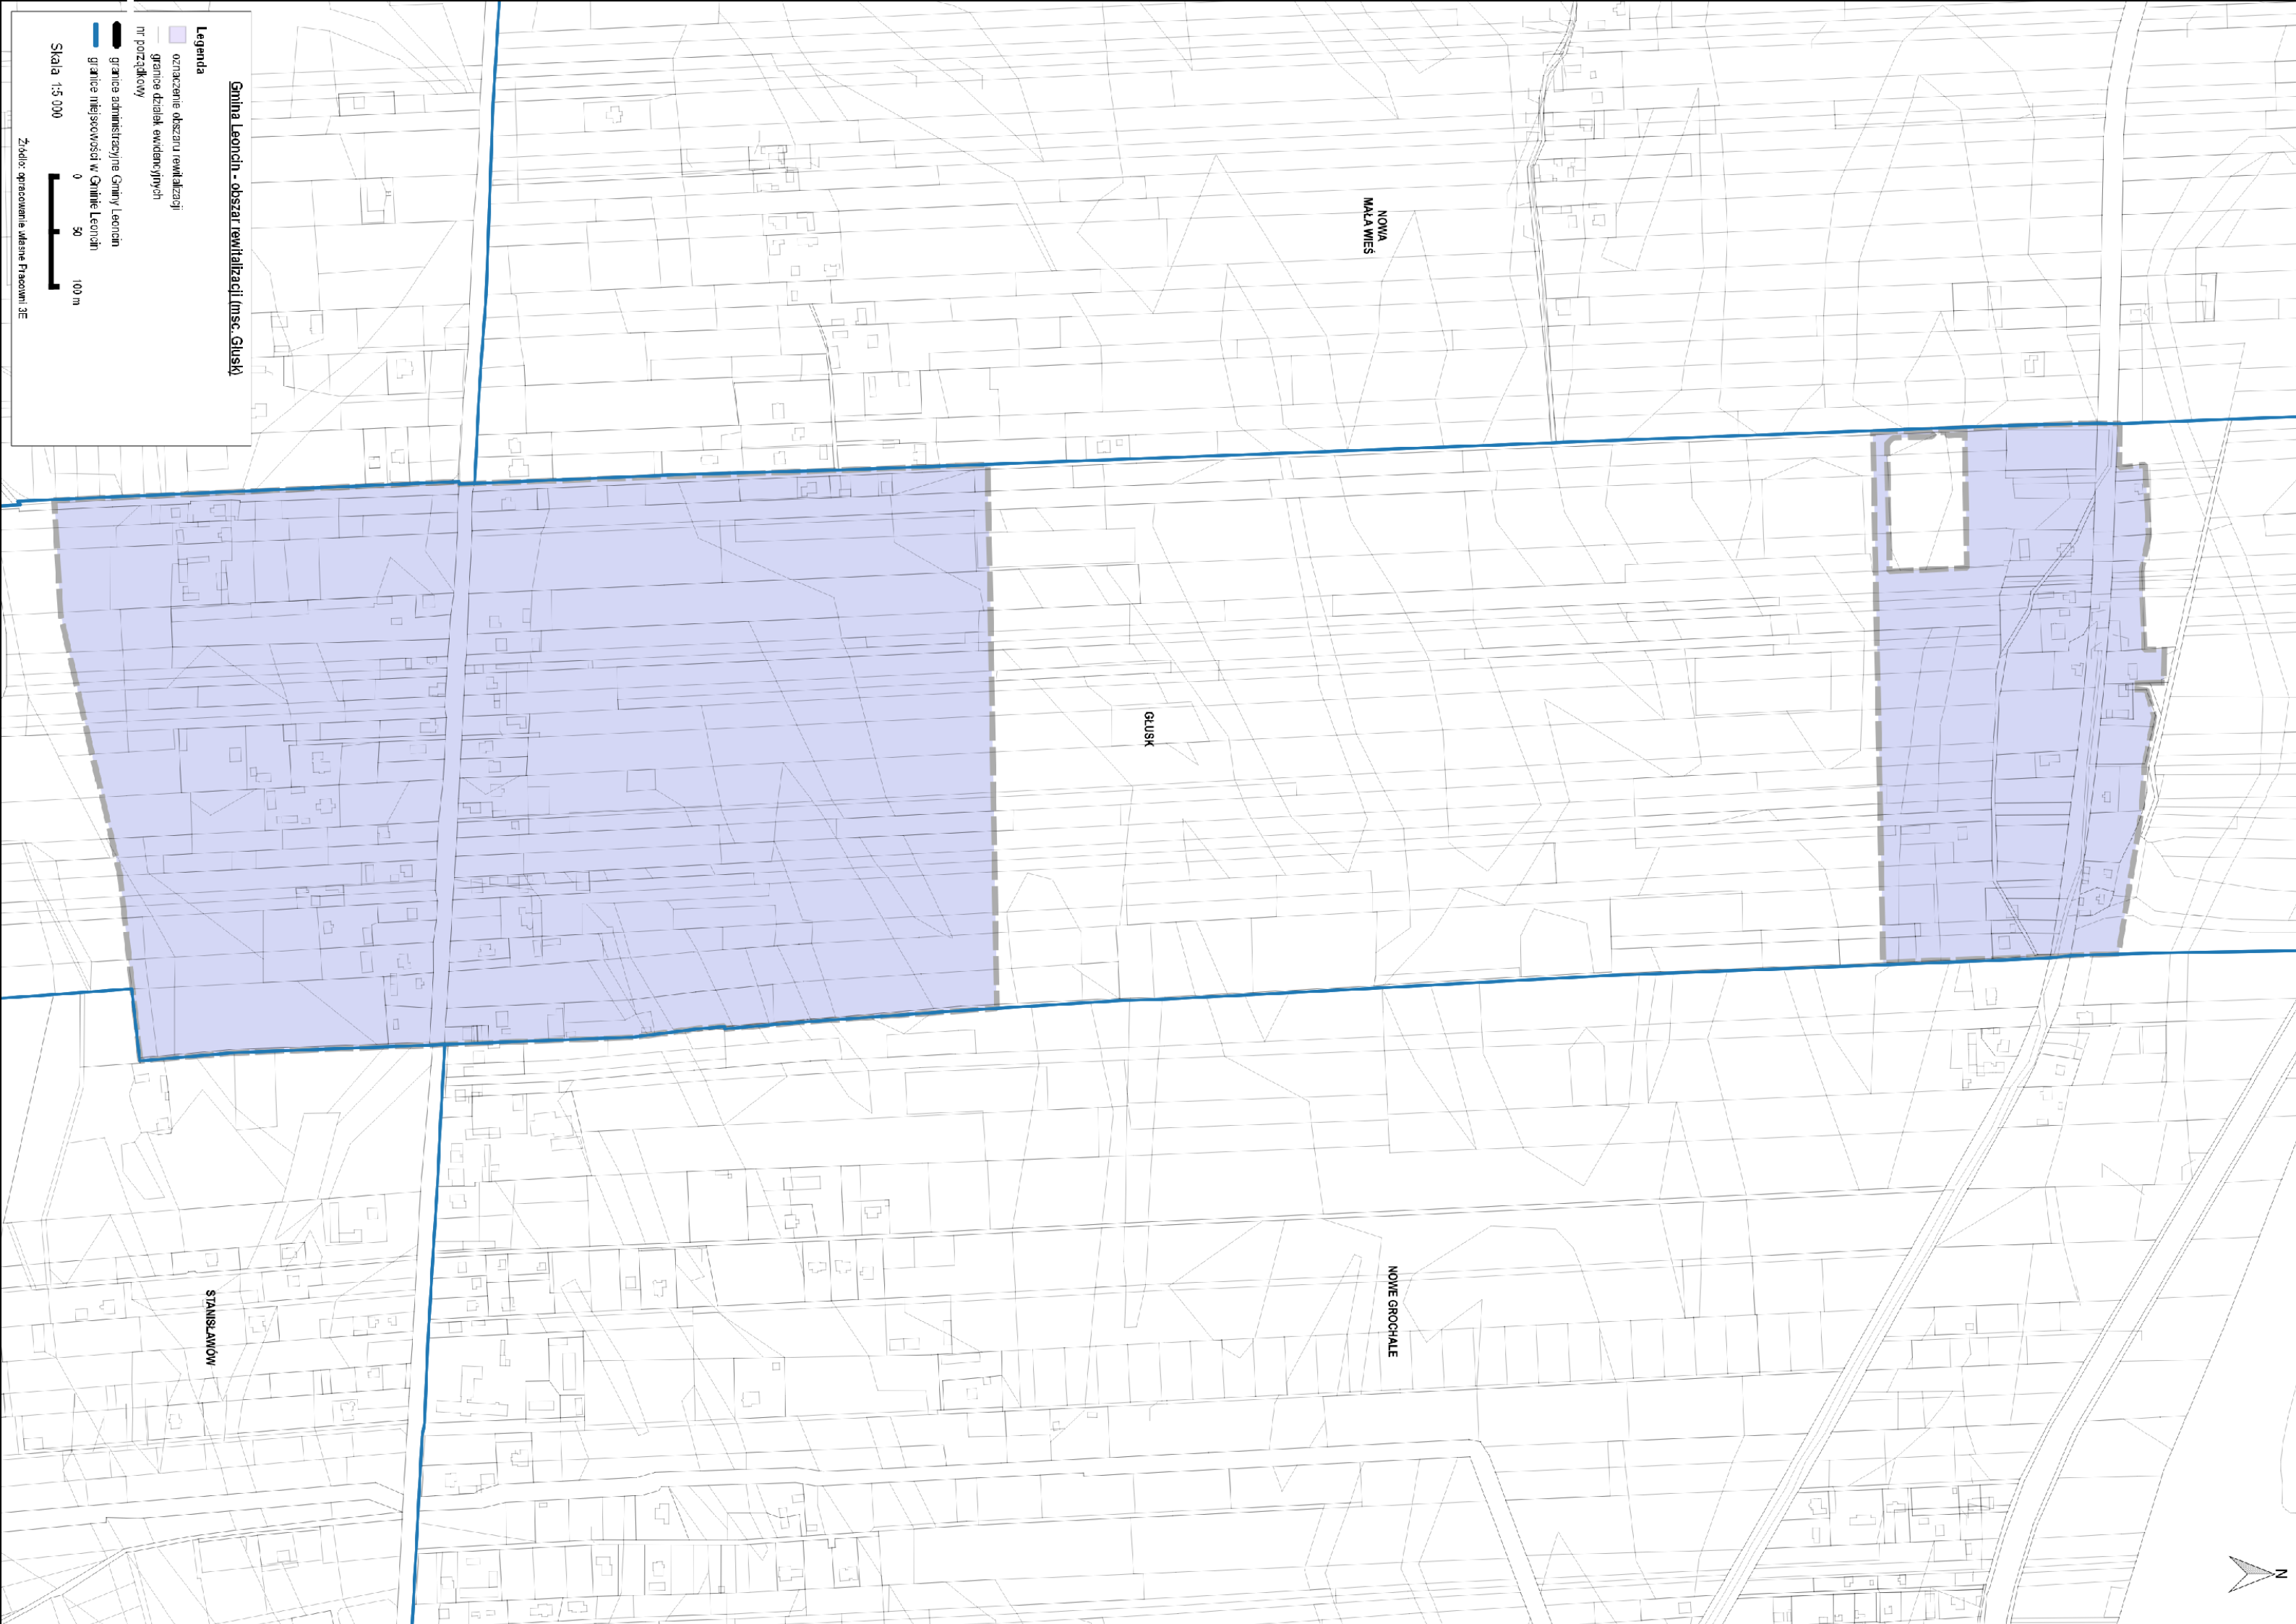 Gmina Leoncin - obszar rewitalizacji (msc. Głusk)
Legenda
oznaczenie obszaru rewitalizacji
granice działek ewidencyjnych
nr porządkowy
granice administracyjne Gminy Leoncin
granice miejscowości w Gminie Leoncin
Skala 1:5 000
0 50 100 m
Źródło: opracowanie własne Pracowni 3E
NOWA
MAŁA WIEŚ
GŁUSK
NOWE GROCHALE
STANISŁAWÓW
N